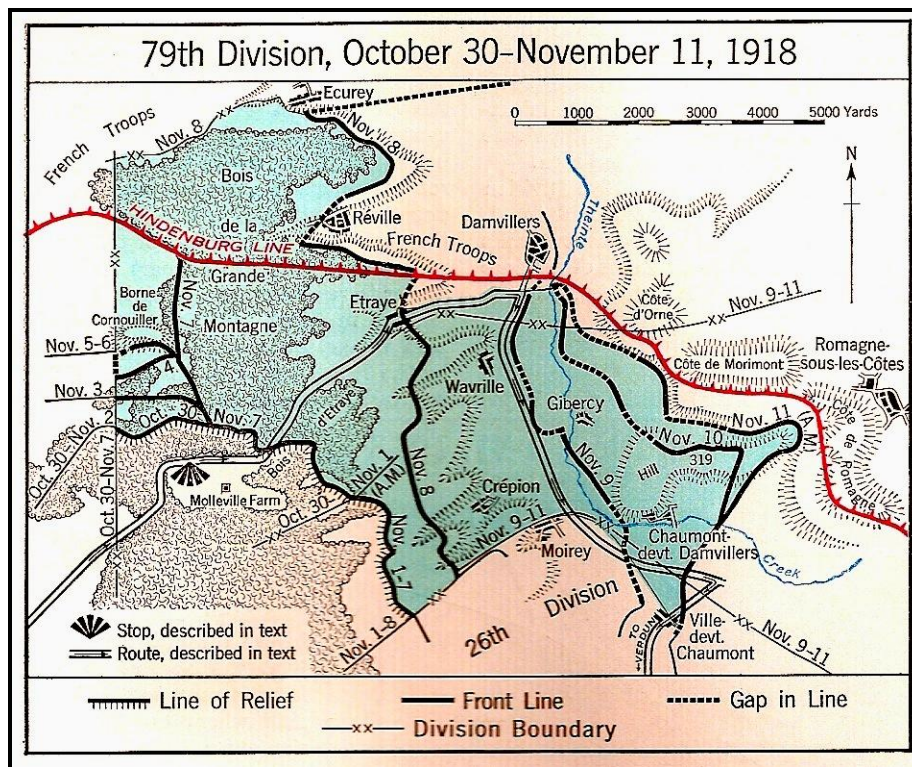 79th Division, October 30–November 11, 1918
Ecurey
French Troops
Nov. 8
Nov. 8
0 1000 2000 3000 4000 5000 Yards
N
Bois
de la
Grande
Montagne
HINDENBURG LINE
Réville
French Troops
Damvillers
Thinte
Creek
Borne
de
Cornouiller
Nov. 7
Etraye
Côte
d'Orne
Nov. 9-11
Nov. 5-6
4
Nov. 3
Oct. 30
Nov. 7
Oct. 30-Nov. 7
Oct. 30-Nov. 7
Wavrille
Côte de Morimont
Romagne-
sous-les-Côtes
Gibercy
Nov. 11
(A.M.)
Côte de
Romagne
Nov. 10
Hill 319
Bois
d'Etraye
Nov. 1
(A.M.)
Molleville Farm
Nov. 8
Crépion
Nov. 9
Nov. 9-11
Moirey
Chaumont-
devt. Damvillers
Nov. 1-7
Nov. 1-8
26th Division
TO
VERDUN
Ville-
devt.
Chaumont
Nov. 9-11
Stop, described in text
Route, described in text
Line of Relief
Front Line
Gap in Line
Division Boundary